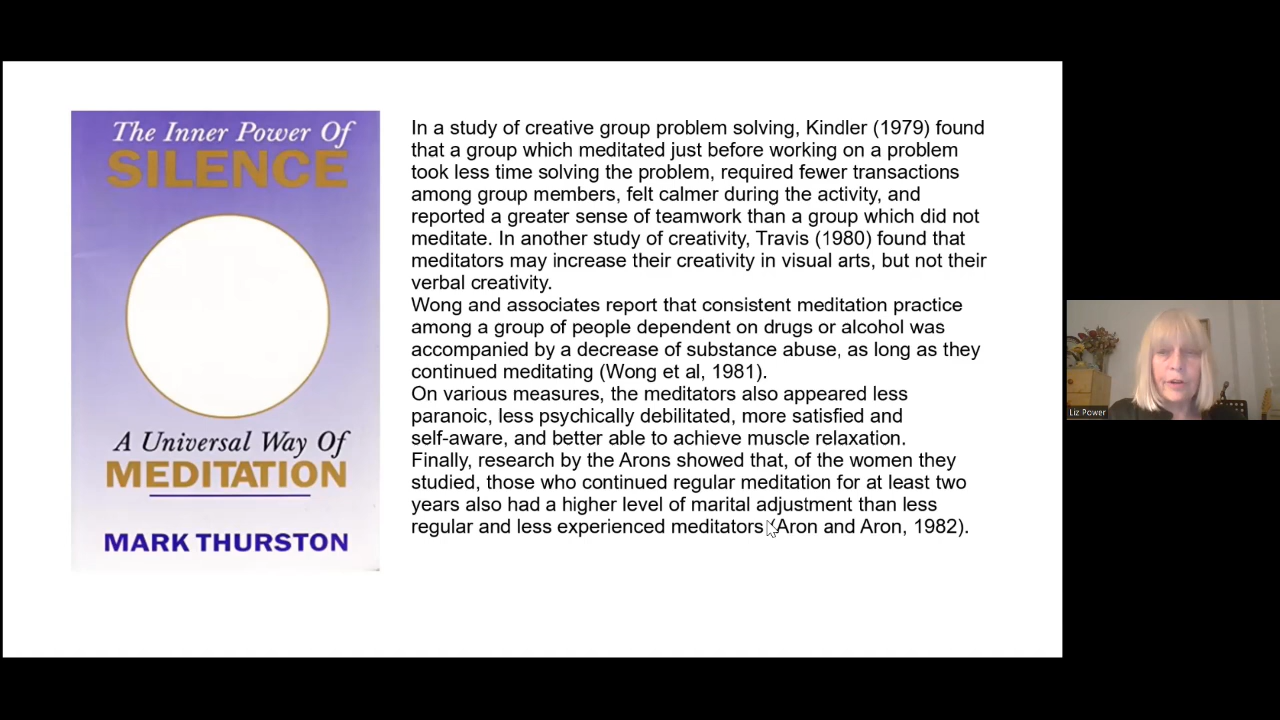 The Inner Power Of
SILENCE
A Universal Way Of
MEDITATION
MARK THURSTON
In a study of creative group problem solving, Kindler (1979) found
that a group which meditated just before working on a problem
took less time solving the problem, required fewer transactions
among group members, felt calmer during the activity, and
reported a greater sense of teamwork than a group which did not
meditate. In another study of creativity, Travis (1980) found that
meditators may increase their creativity in visual arts, but not their
verbal creativity.
Wong and associates report that consistent meditation practice
among a group of people dependent on drugs or alcohol was
accompanied by a decrease of substance abuse, as long as they
continued meditating (Wong et al, 1981).
On various measures, the meditators also appeared less
paranoic, less psychically debilitated, more satisfied and
self-aware, and better able to achieve muscle relaxation.
Finally, research by the Arons showed that, of the women they
studied, those who continued regular meditation for at least two
years also had a higher level of marital adjustment than less
regular and less experienced meditators (Aron and Aron, 1982).
Liz Power